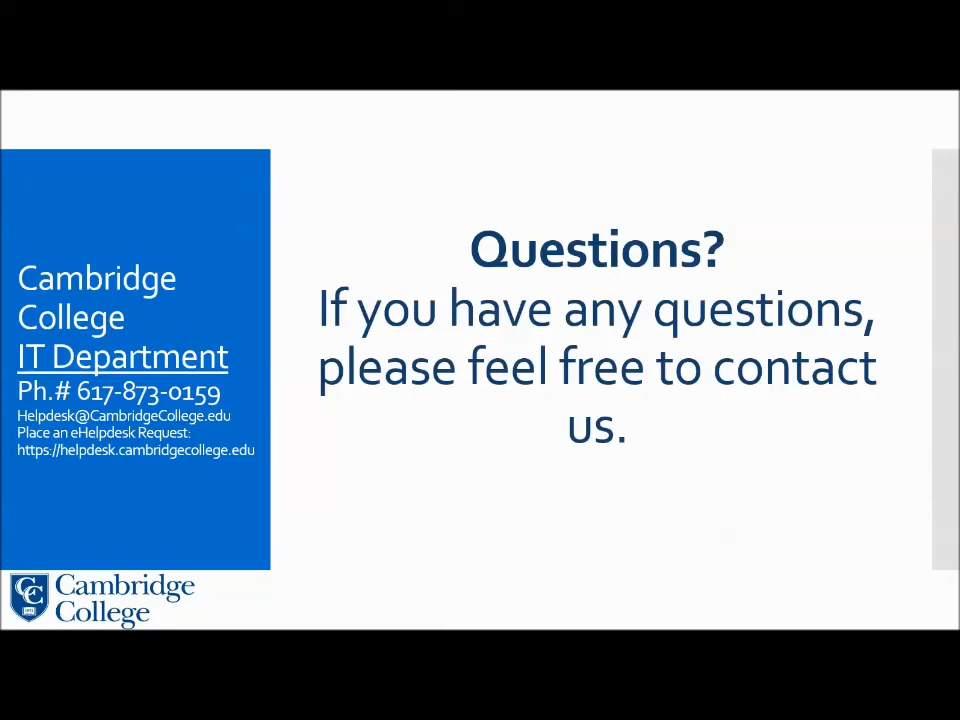 Cambridge
College
IT Department
Ph.# 617-873-0159
Helpdesk@CambridgeCollege.edu
Place an eHelpdesk Request:
https://helpdesk.cambridgecollege.edu
Questions?
If you have any questions,
please feel free to contact
us.
Cambridge
College